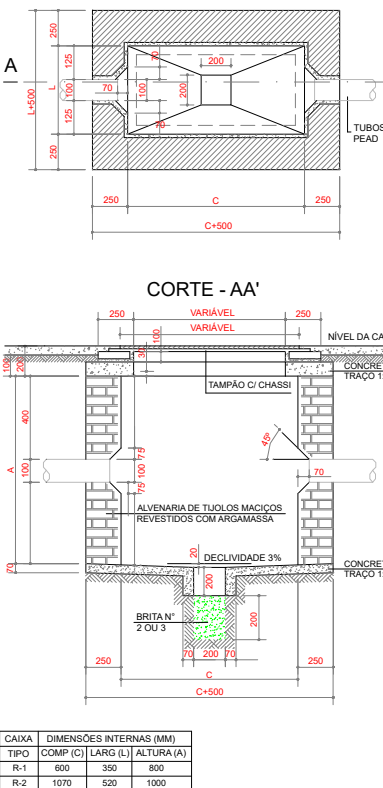 250
125
100
125
250
L
L+500
A
70
70
100
200
200
70
TUBOS
PEAD
250
C
250
C+500
CORTE - AA'
250
VARIÁVEL
250
VARIÁVEL
100
30
100
200
NÍVEL DA CA
CONCRE
TRAÇO 1:
TAMPÃO C/ CHASSI
400
100
A
70
75
100
75
45º
70
ALVENARIA DE TIJOLOS MACIÇOS
REVESTIDOS COM ARGAMASSA
20
DECLIVIDADE 3%
200
CONCRE
TRAÇO 1:
BRITA N°
2 OU 3
200
70
200
70
250
C
250
C+500
CAIXA DIMENSÕES INTERNAS (MM)
TIPO COMP (C) LARG (L) ALTURA (A)
R-1 600 350 800
R-2 1070 520 1000